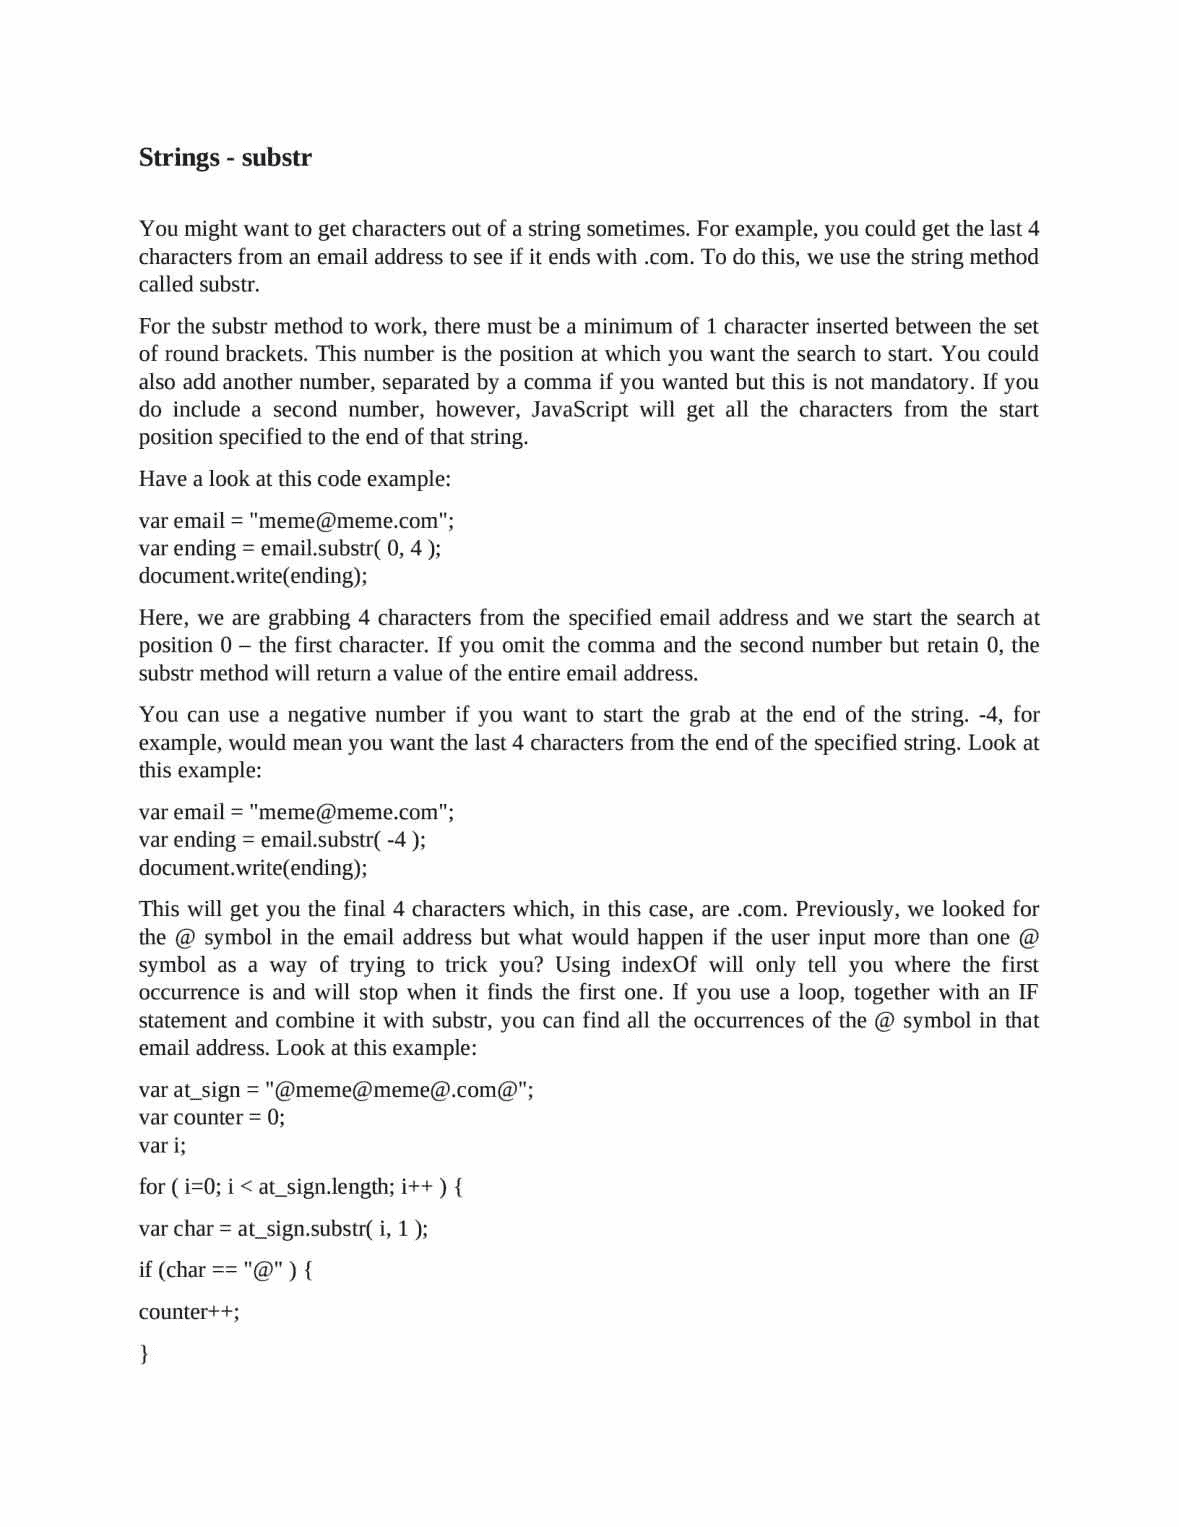 Strings - substr
You might want to get characters out of a string sometimes. For example, you could get the last 4
characters from an email address to see if it ends with .com. To do this, we use the string method
called substr.
For the substr method to work, there must be a minimum of 1 character inserted between the set
of round brackets. This number is the position at which you want the search to start. You could
also add another number, separated by a comma if you wanted but this is not mandatory. If you
do include a second number, however, JavaScript will get all the characters from the start
position specified to the end of that string.
Have a look at this code example:
var email = "meme@meme.com";
var ending = email.substr( 0, 4 );
document.write(ending);
Here, we are grabbing 4 characters from the specified email address and we start the search at
position 0 – the first character. If you omit the comma and the second number but retain 0, the
substr method will return a value of the entire email address.
You can use a negative number if you want to start the grab at the end of the string. -4, for
example, would mean you want the last 4 characters from the end of the specified string. Look at
this example:
var email = "meme@meme.com";
var ending = email.substr( -4 );
document.write(ending);
This will get you the final 4 characters which, in this case, are .com. Previously, we looked for
the @ symbol in the email address but what would happen if the user input more than one @
symbol as a way of trying to trick you? Using indexOf will only tell you where the first
occurrence is and will stop when it finds the first one. If you use a loop, together with an IF
statement and combine it with substr, you can find all the occurrences of the @ symbol in that
email address. Look at this example:
var at_sign = "@meme@meme@.com@";
var counter = 0;
var i;
for ( i=0; i < at_sign.length; i++ ) {
var char = at_sign.substr( i, 1 );
if (char == "@" ) {
counter++;
}